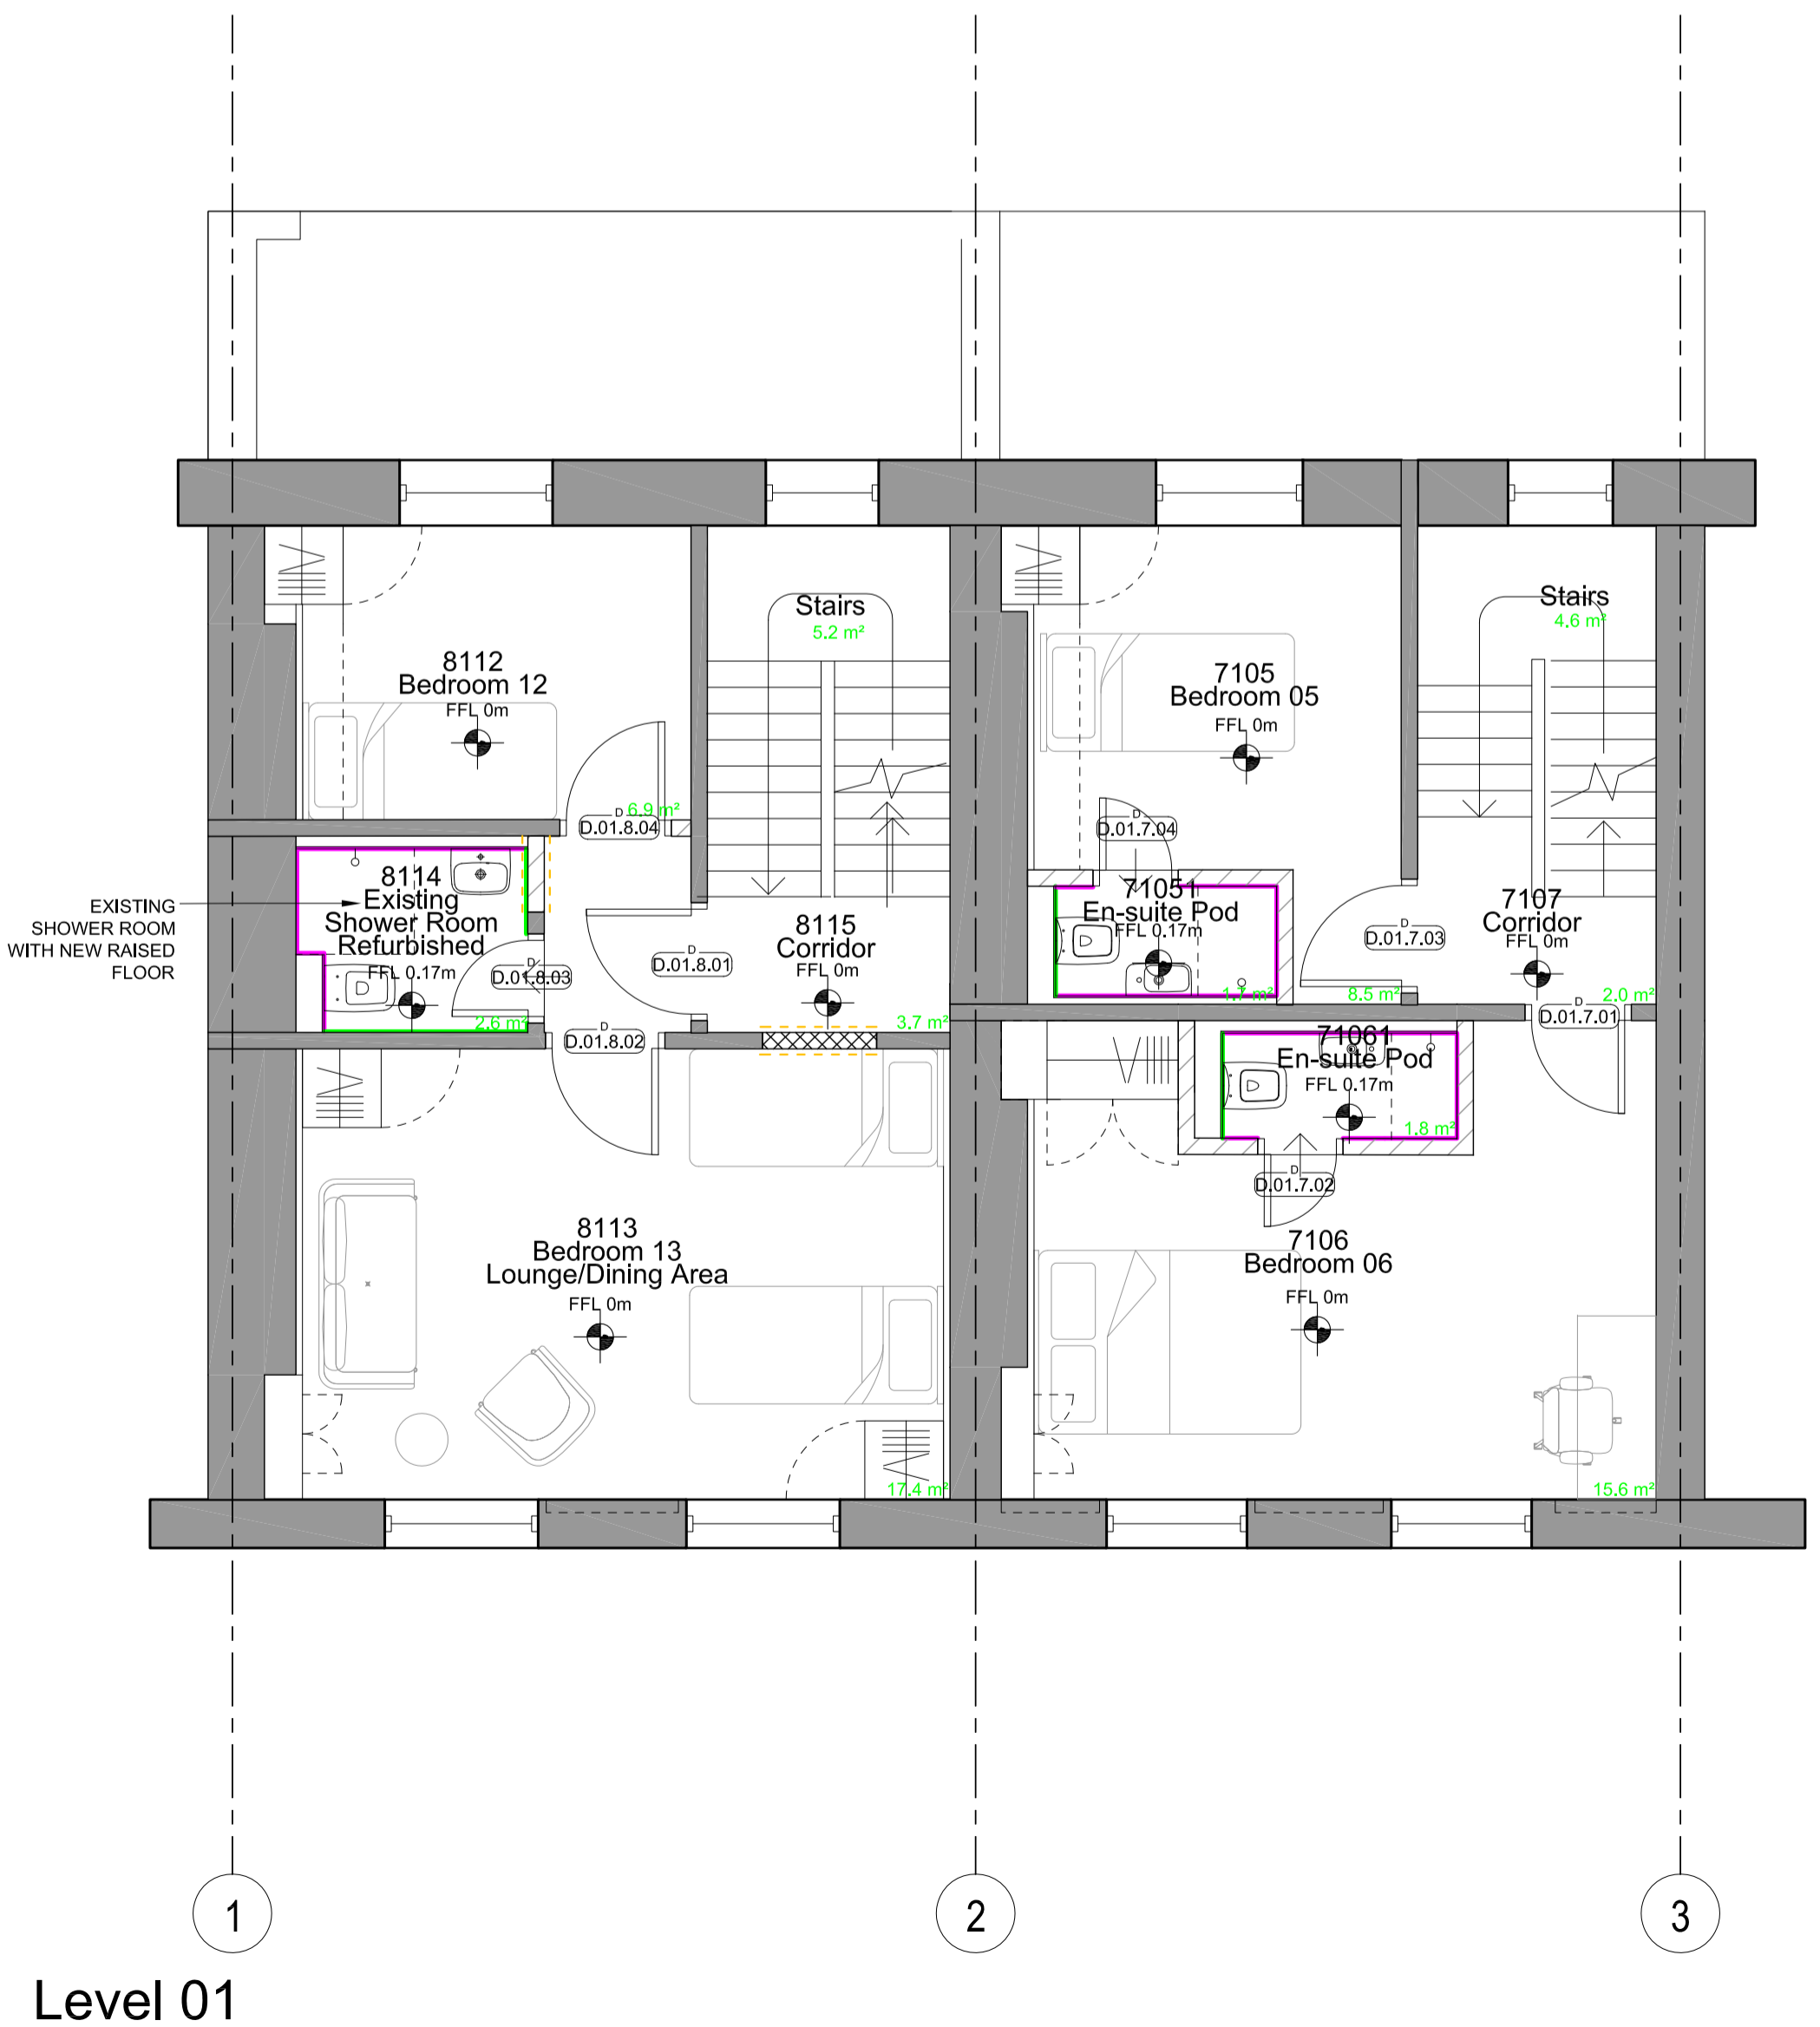 Stairs
5.2 m²
Stairs
4.6 m²
8112
Bedroom 12
FFL 0m
6.9 m²
D
D.01.8.04
7105
Bedroom 05
FFL 0m
D
D.01.7.04
EXISTING
SHOWER ROOM
WITH NEW RAISED
FLOOR
8114
Existing
Shower Room
Refurbished
FFL 0.17m
2.6 m²
D
D.01.8.03
D
D.01.8.01
8115
Corridor
FFL 0m
3.7 m²
D
D.01.8.02
71051
En-suite Pod
FFL 0.17m
1.7 m²
8.5 m²
D
D.01.7.03
7107
Corridor
FFL 0m
2.0 m²
D
D.01.7.01
71061
En-suite Pod
FFL 0.17m
1.8 m²
D
D.01.7.02
8113
Bedroom 13
Lounge/Dining Area
FFL 0m
17.4 m²
7106
Bedroom 06
FFL 0m
15.6 m²
1
2
3
Level 01